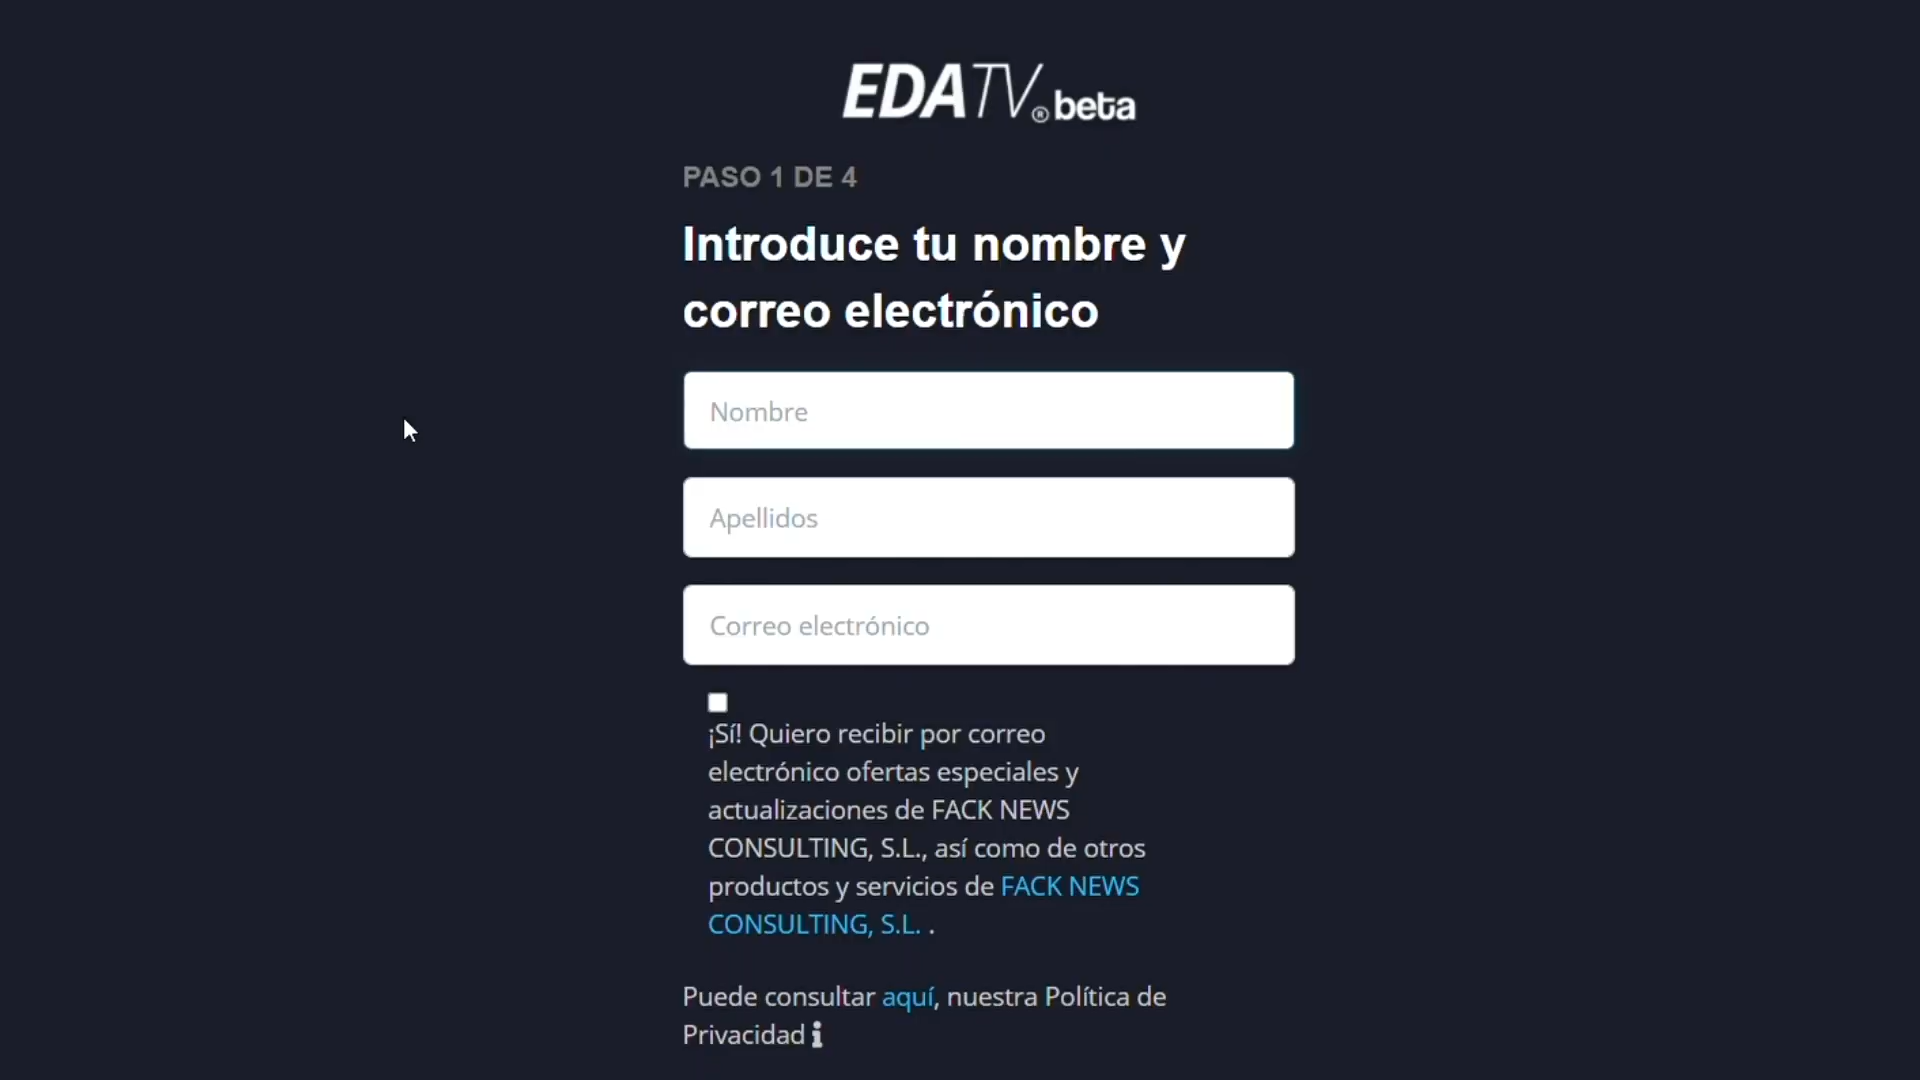 EDATV® beta
PASO 1 DE 4
Introduce tu nombre y
correo electrónico
Nombre
Apellidos
Correo electrónico
¡Sí! Quiero recibir por correo
electrónico ofertas especiales y
actualizaciones de FACK NEWS
CONSULTING, S.L., así como de otros
productos y servicios de FACK NEWS
CONSULTING, S.L. .
Puede consultar aquí, nuestra Política de
Privacidad